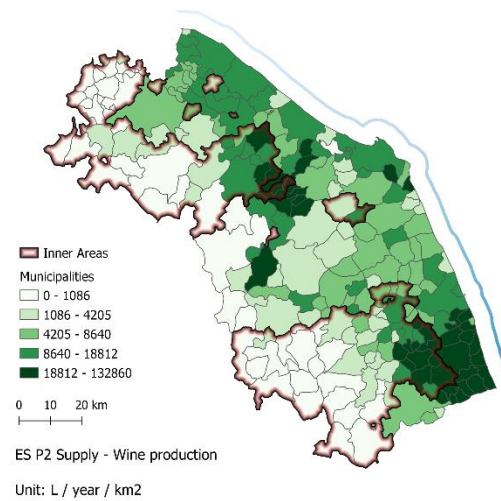 Inner Areas
Municipalities
0 - 1086
1086 - 4205
4205 - 8640
8640 - 18812
18812 - 132860
0 10 20 km
ES P2 Supply - Wine production
Unit: L / year / km2